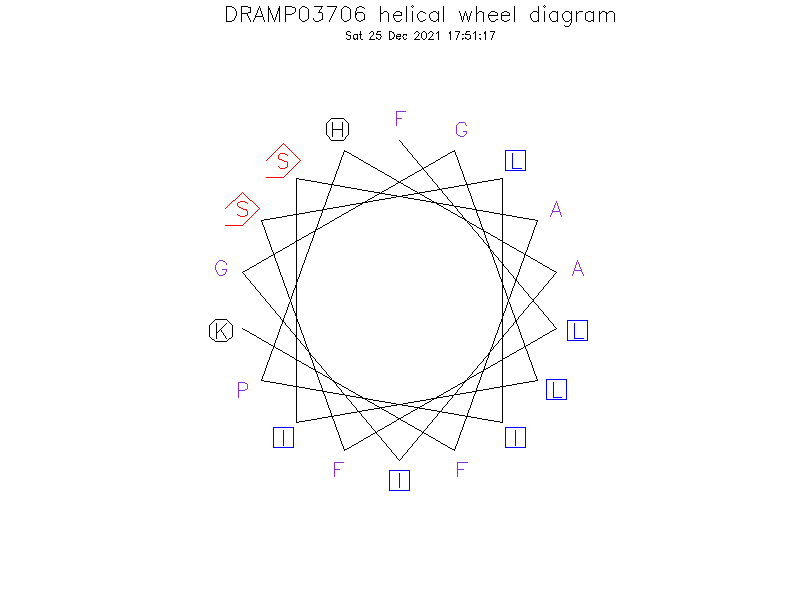 DRAMP03706 helical wheel diagram
Sat 25 Dec 2021 17:51:17
F
H G
S L
S A
G A
K L
P L
I I
F F
I